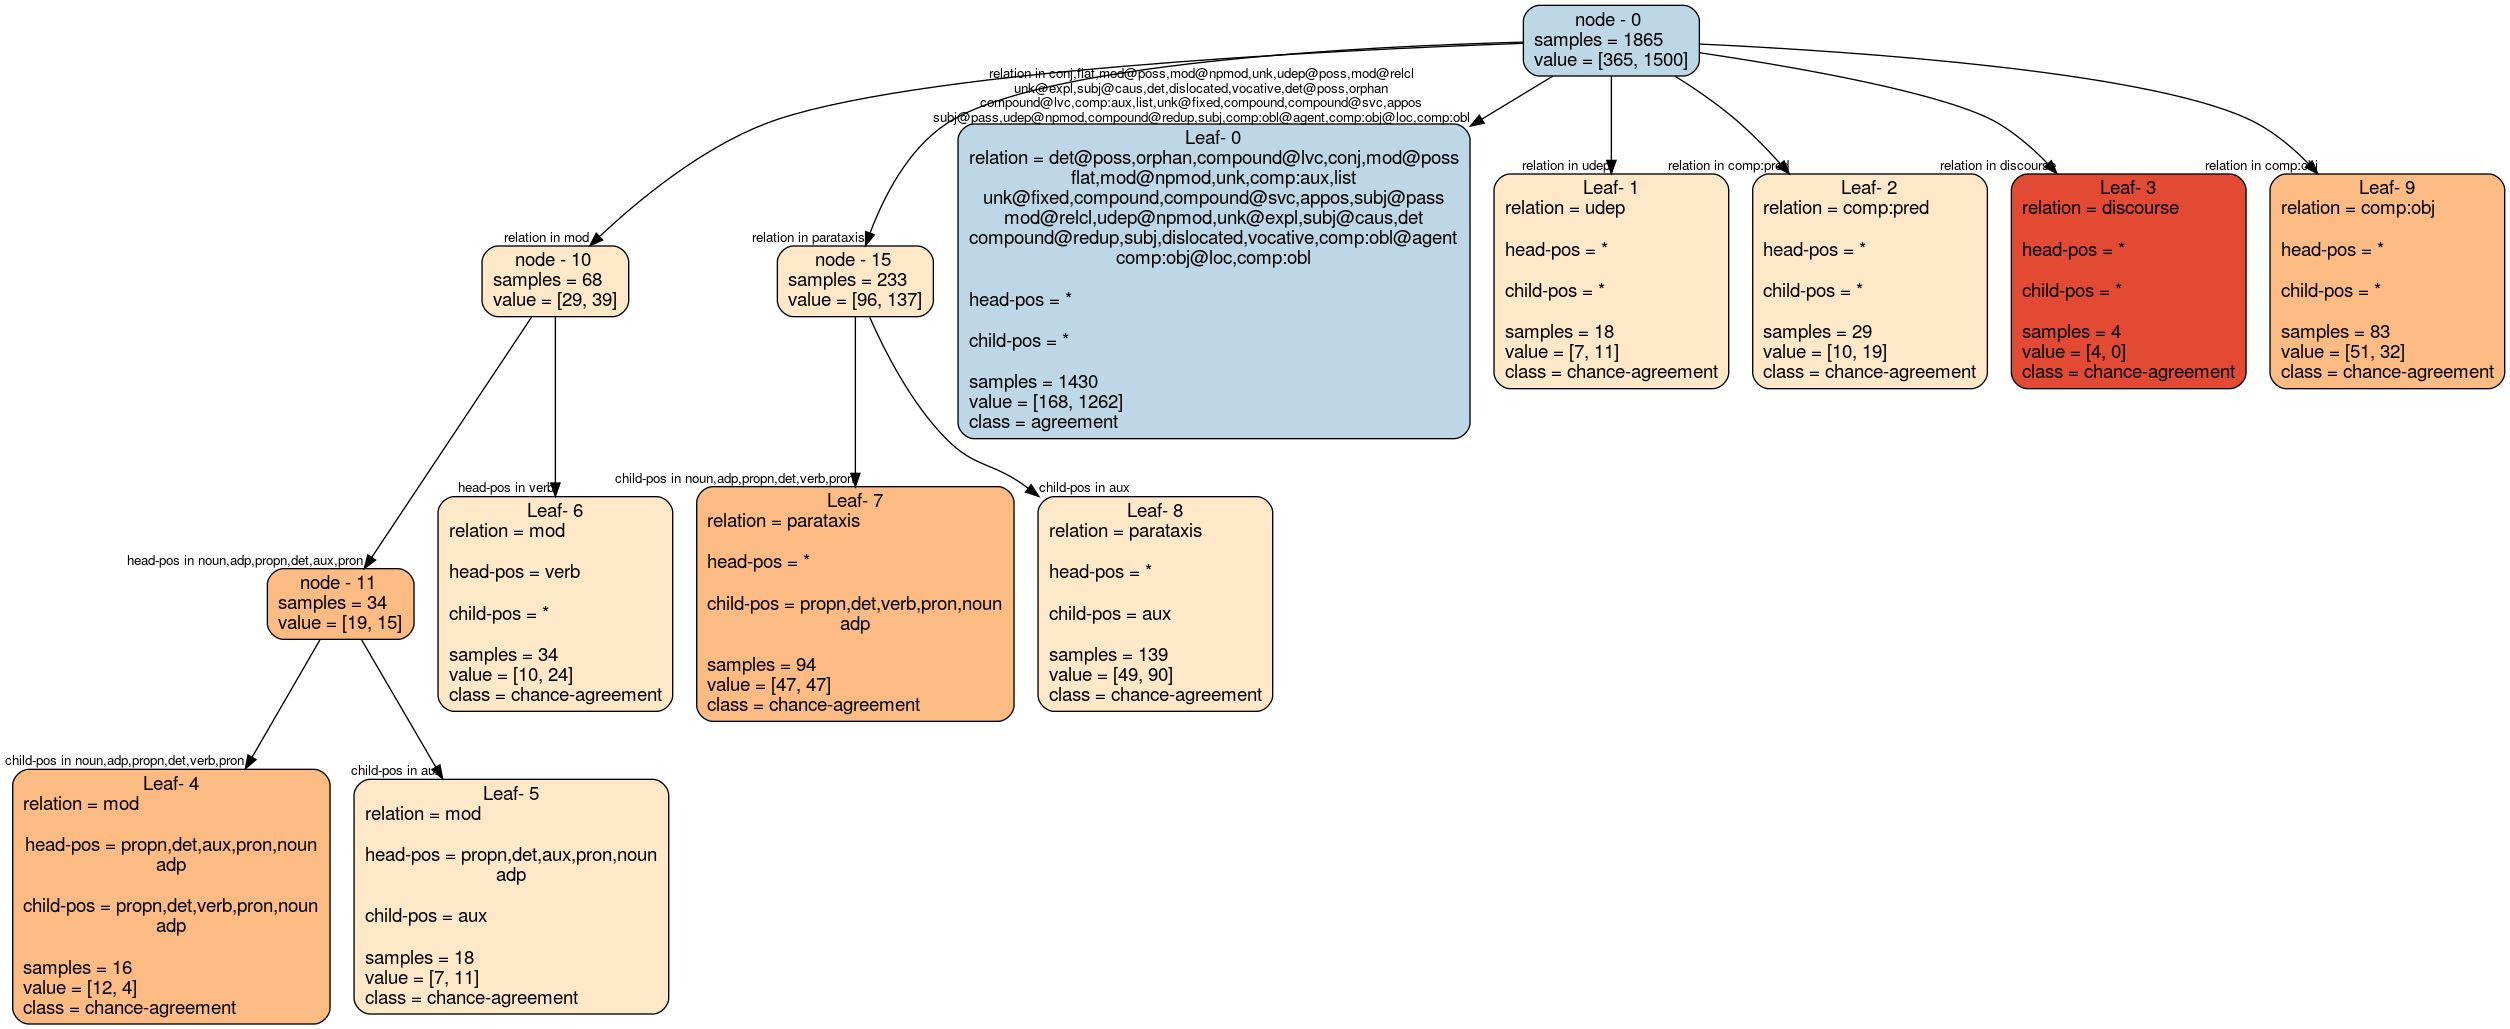 node - 0
samples = 1865
value = [365, 1500]
relation in conj,flat,mod@poss,mod@npmod,unk,udep@poss,mod@relcl
unk@expl,subj@caus,det,dislocated,vocative,det@poss,orphan
compound@lvc,comp:aux,list,unk@fixed,compound,compound@svc,appos
subj@pass,udep@npmod,compound@redup,subj,comp:obl@agent,comp:obj@loc,comp:obl
Leaf- 0
relation = det@poss,orphan,compound@lvc,conj,mod@poss
flat,mod@npmod,unk,comp:aux,list
unk@fixed,compound,compound@svc,appos,subj@pass
mod@relcl,udep@npmod,unk@expl,subj@caus,det
compound@redup,subj,dislocated,vocative,comp:obl@agent
comp:obj@loc,comp:obl
head-pos = *
child-pos = *
samples = 1430
value = [168, 1262]
class = agreement
relation in udep
Leaf- 1
relation = udep
head-pos = *
child-pos = *
samples = 18
value = [7, 11]
class = chance-agreement
relation in comp:pred
Leaf- 2
relation = comp:pred
head-pos = *
child-pos = *
samples = 29
value = [10, 19]
class = chance-agreement
relation in discourse
Leaf- 3
relation = discourse
head-pos = *
child-pos = *
samples = 4
value = [4, 0]
class = chance-agreement
relation in comp:obj
Leaf- 9
relation = comp:obj
head-pos = *
child-pos = *
samples = 83
value = [51, 32]
class = chance-agreement
relation in mod
node - 10
samples = 68
value = [29, 39]
relation in parataxis
node - 15
samples = 233
value = [96, 137]
head-pos in verb
Leaf- 6
relation = mod
head-pos = verb
child-pos = *
samples = 34
value = [10, 24]
class = chance-agreement
child-pos in noun,adp,propn,det,verb,pron
Leaf- 7
relation = parataxis
head-pos = *
child-pos = propn,det,verb,pron,noun
adp
samples = 94
value = [47, 47]
class = chance-agreement
child-pos in aux
Leaf- 8
relation = parataxis
head-pos = *
child-pos = aux
samples = 139
value = [49, 90]
class = chance-agreement
head-pos in noun,adp,propn,det,aux,pron
node - 11
samples = 34
value = [19, 15]
child-pos in noun,adp,propn,det,verb,pron
Leaf- 4
relation = mod
head-pos = propn,det,aux,pron,noun
adp
child-pos = propn,det,verb,pron,noun
adp
samples = 16
value = [12, 4]
class = chance-agreement
child-pos in aux
Leaf- 5
relation = mod
head-pos = propn,det,aux,pron,noun
adp
child-pos = aux
samples = 18
value = [7, 11]
class = chance-agreement